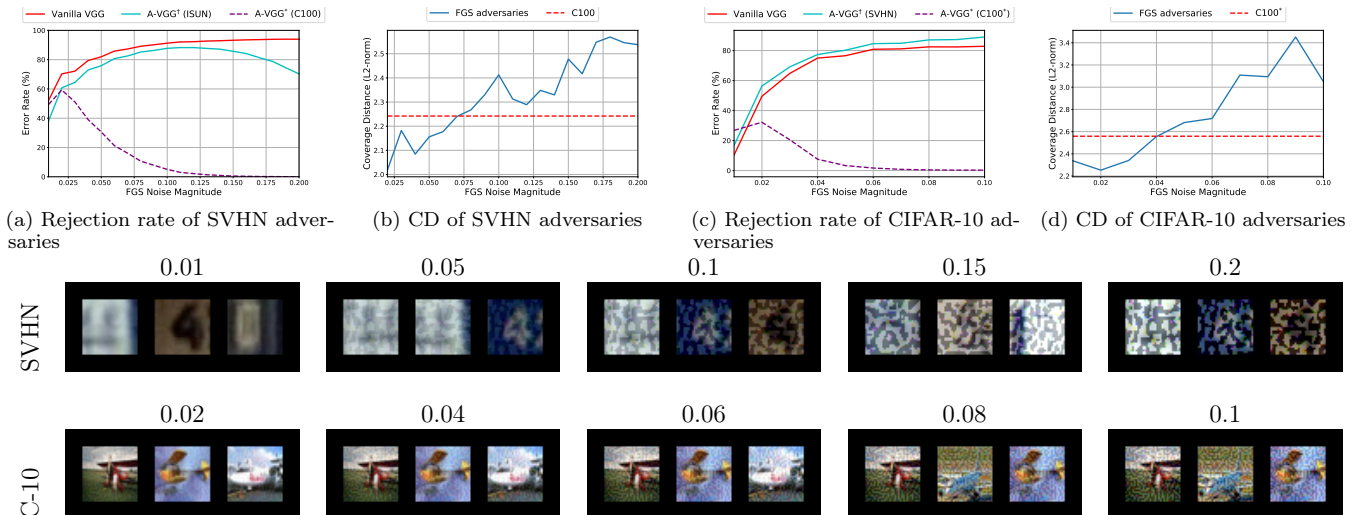 Vanilla VGG A-VGG† (ISUN) A-VGG* (C100)
Error Rate (%)
100
80
60
40
20
0
0.025 0.050 0.075 0.100 0.125 0.150 0.175 0.200
FGS Noise Magnitude
(a) Rejection rate of SVHN adver-
saries
FGS adversaries C100
Coverage Distance (L2-norm)
2.5
2.4
2.3
2.2
2.1
2.0
0.025 0.050 0.075 0.100 0.125 0.150 0.175 0.200
FGS Noise Magnitude
(b) CD of SVHN adversaries
Vanilla VGG A-VGG† (SVHN) A-VGG* (C100*)
Error Rate (%)
80
60
40
20
0
0.02 0.04 0.06 0.08 0.10
FGS Noise Magnitude
(c) Rejection rate of CIFAR-10 ad-
versaries
FGS adversaries C100*
Coverage Distance (L2-norm)
3.4
3.2
3.0
2.8
2.6
2.4
2.2
0.02 0.04 0.06 0.08 0.10
FGS Noise Magnitude
(d) CD of CIFAR-10 adversaries
0.01 0.05 0.1 0.15 0.2
SVHN
0.02 0.04 0.06 0.08 0.1
C-10